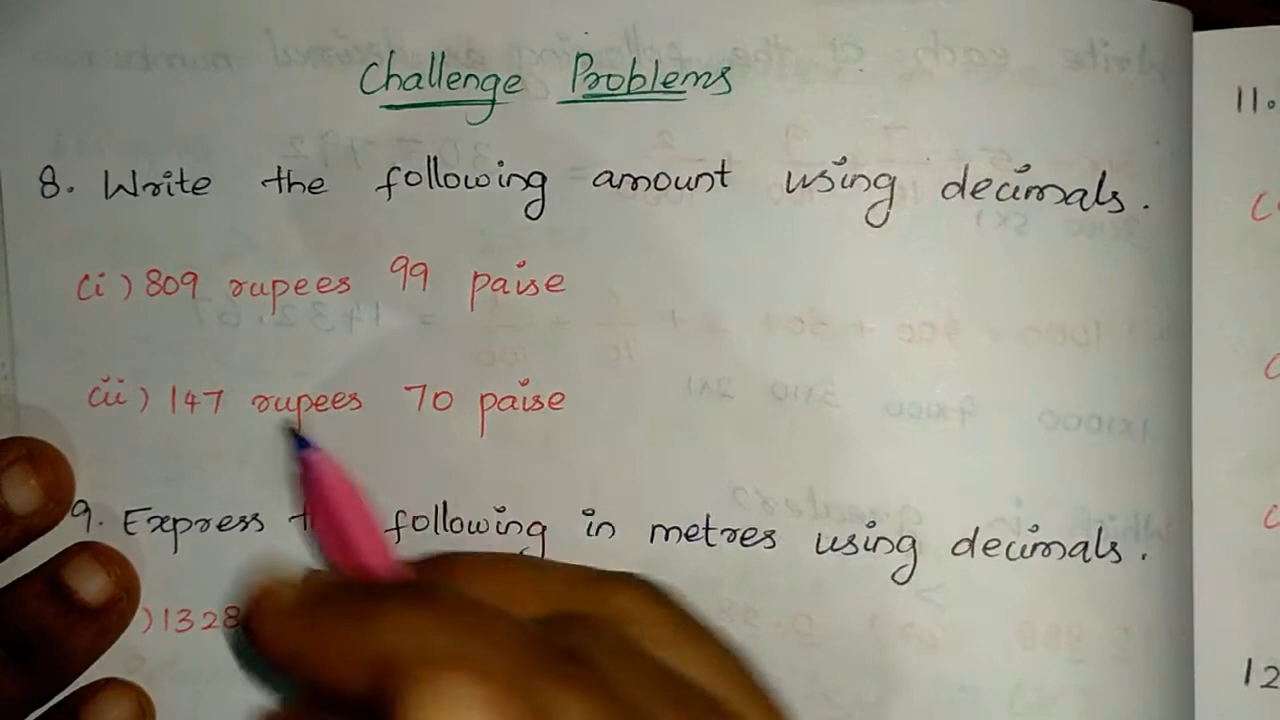 Challenge Problems
8. Write the following amount using decimals.
(i) 809 rupees 99 paise
(ii) 147 rupees 70 paise
9. Express following in metres using decimals.
) 1328
11.
12